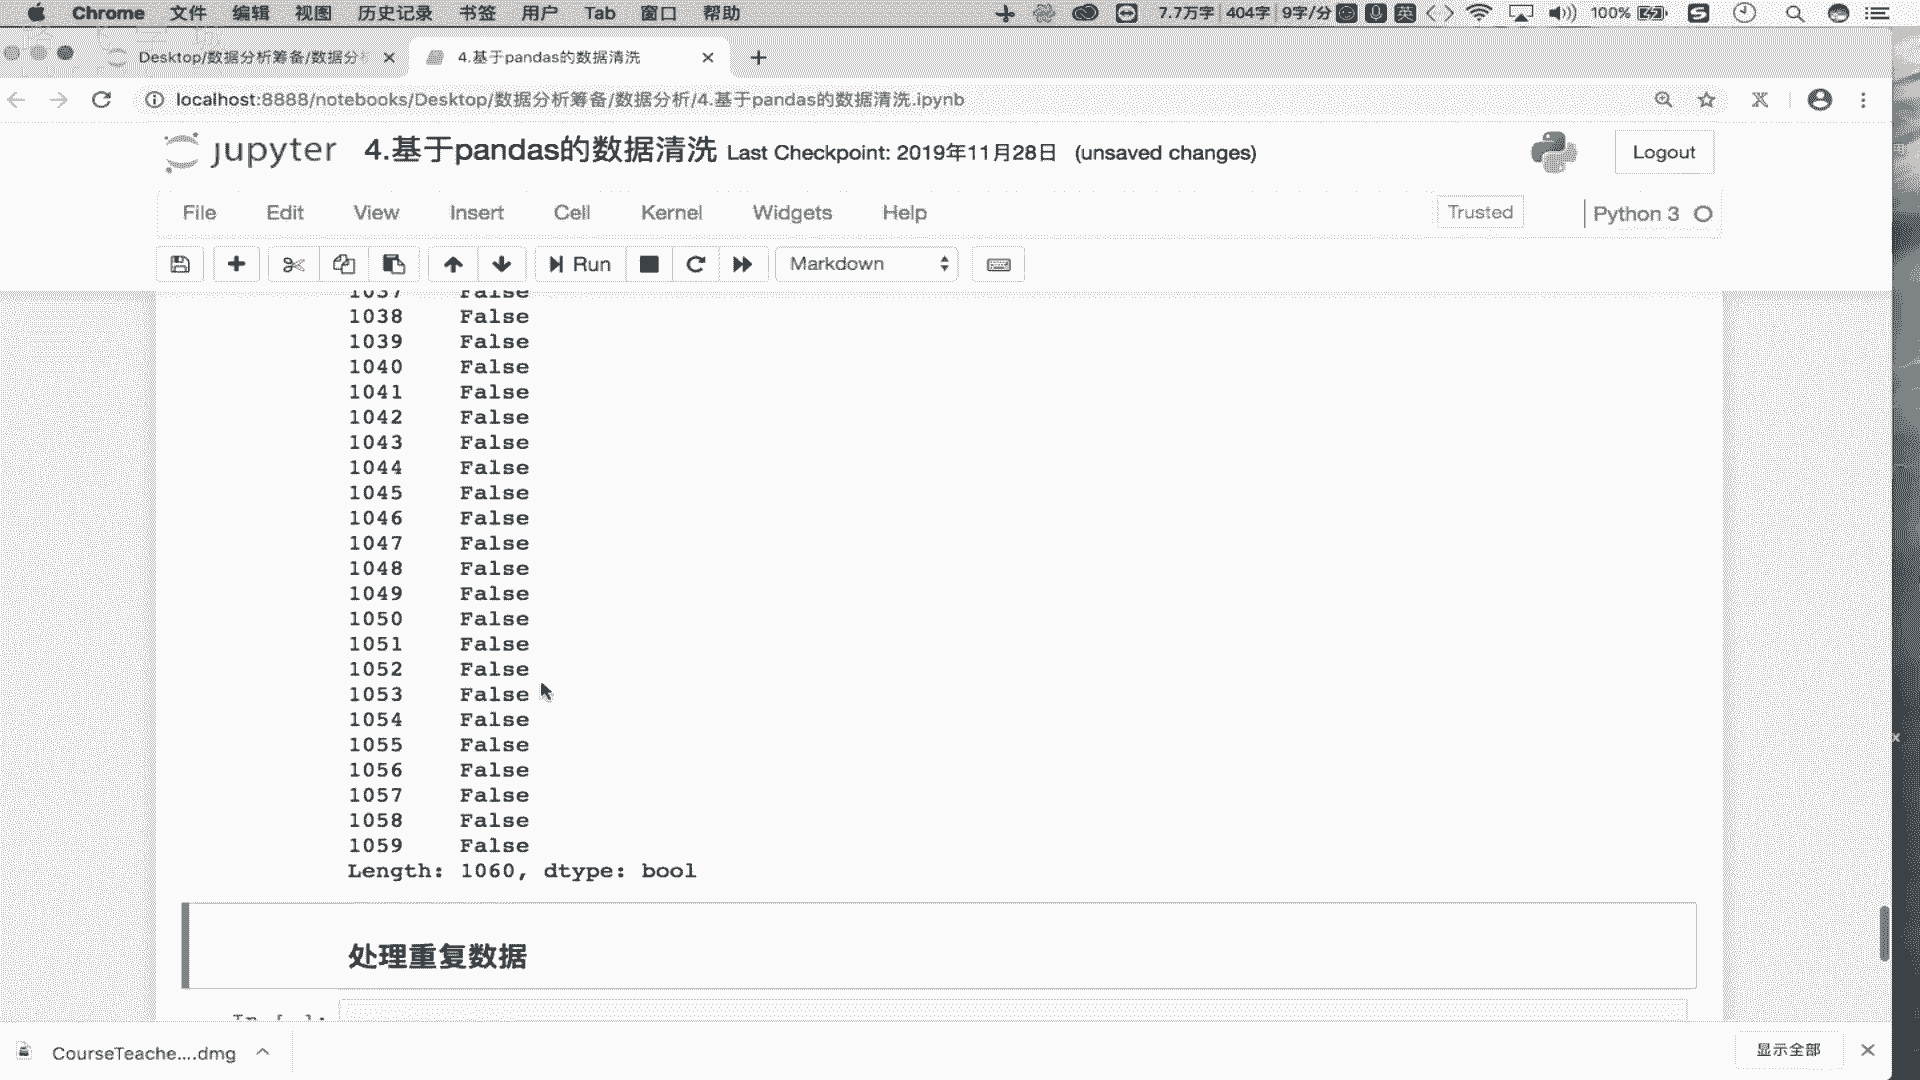 Chrome 文件 编辑 视图 历史记录 书签 用户 Tab 窗口 帮助 7.7万字 404字 9字/分 英 100%
Desktop/数据分析筹备/数据分 4.基于pandas的数据清洗
localhost:8888/notebooks/Desktop/数据分析筹备/数据分析/4.基于pandas的数据清洗.ipynb
jupyter 4.基于pandas的数据清洗 Last Checkpoint: 2019年11月28日 (unsaved changes) Logout
File Edit View Insert Cell Kernel Widgets Help Trusted Python 3
Run Markdown
1037 False
1038 False
1039 False
1040 False
1041 False
1042 False
1043 False
1044 False
1045 False
1046 False
1047 False
1048 False
1049 False
1050 False
1051 False
1052 False
1053 False
1054 False
1055 False
1056 False
1057 False
1058 False
1059 False
Length: 1060, dtype: bool
处理重复数据
In [ ]:
CourseTeache....dmg 显示全部